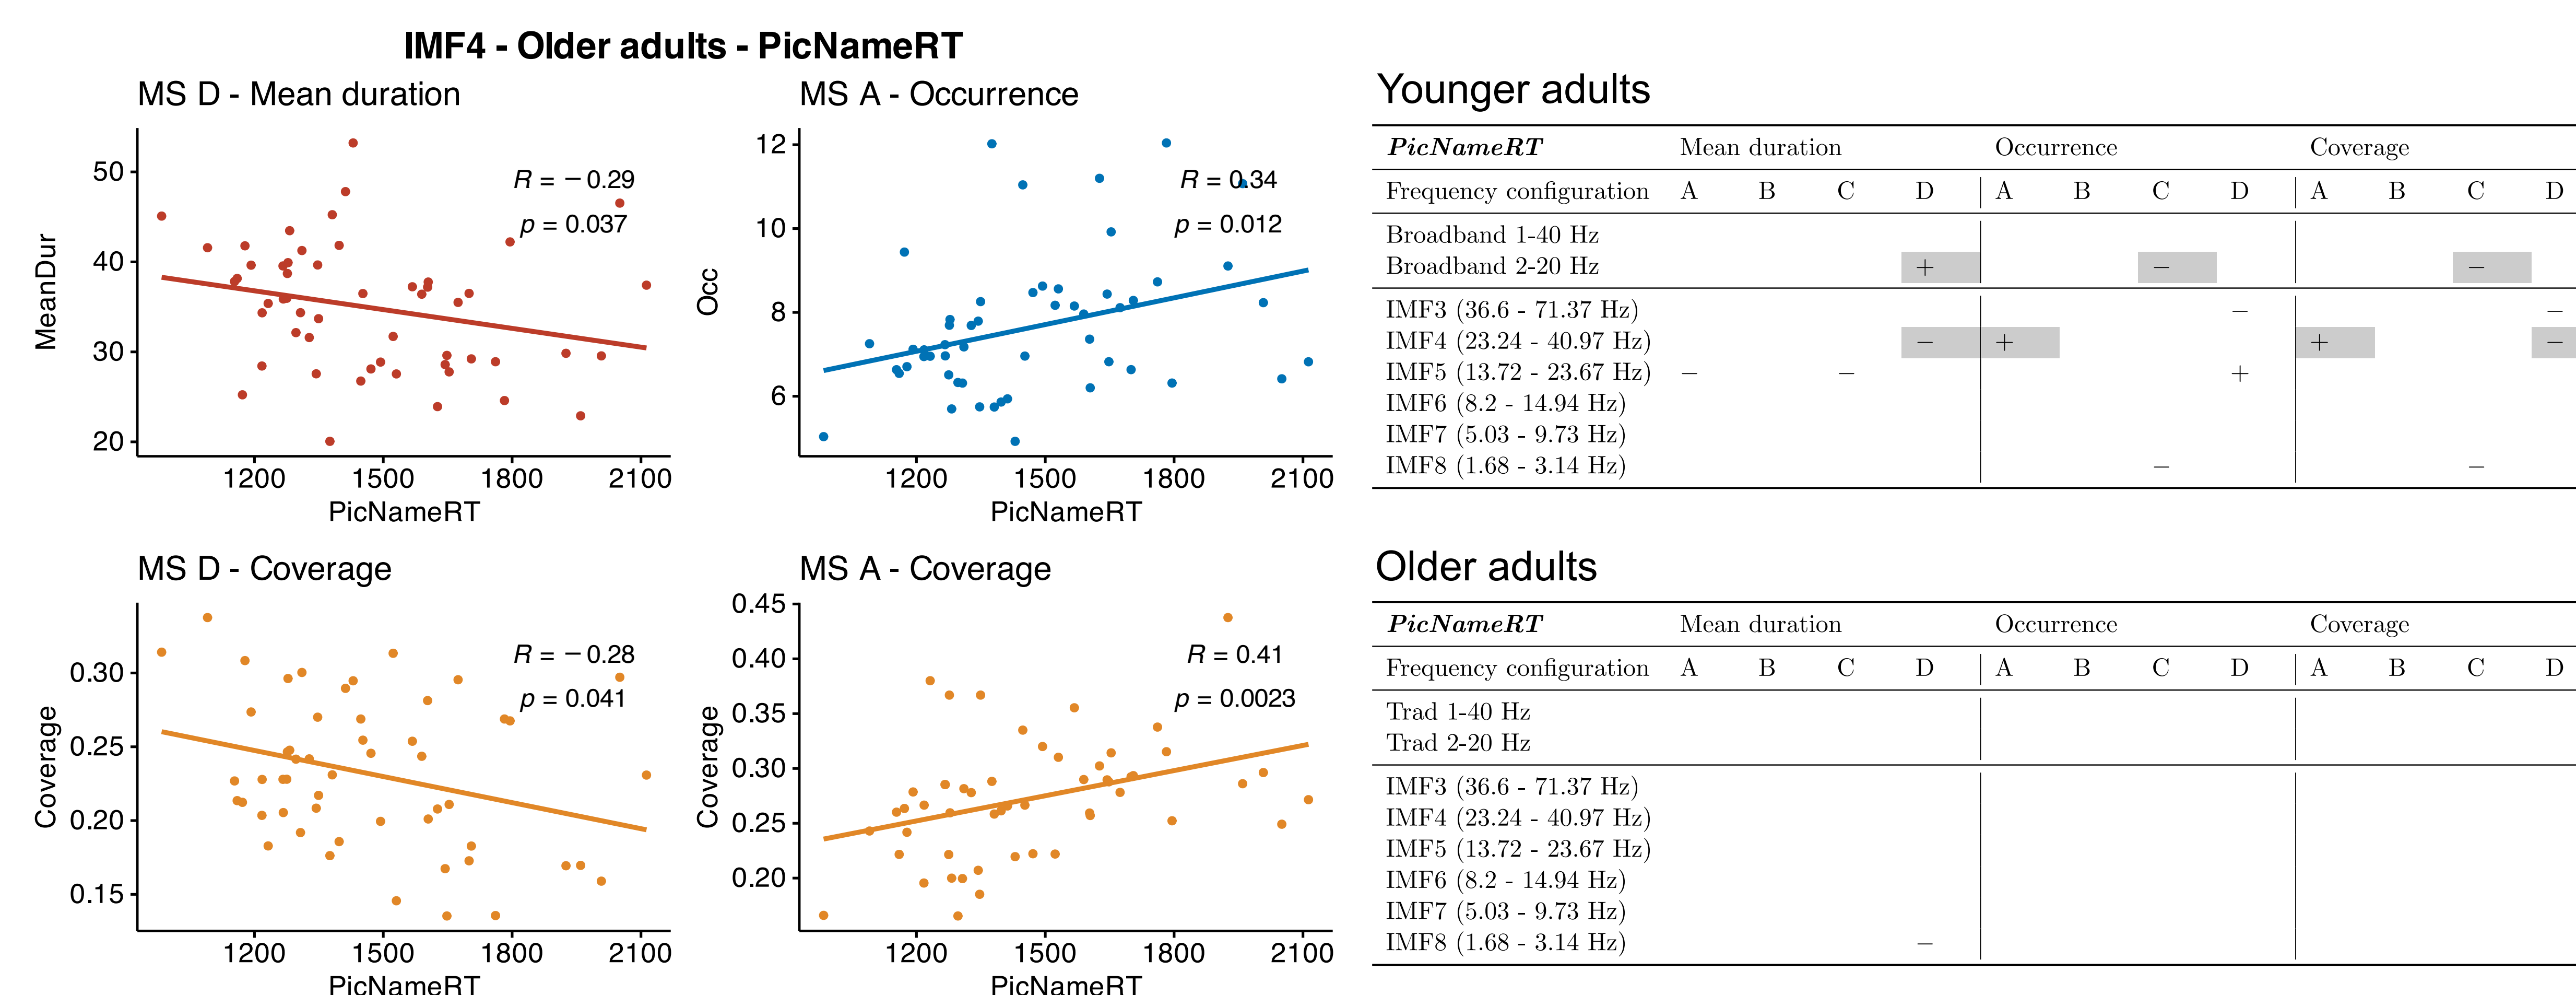 IMF4 - Older adults - PicNameRT
MS D - Mean duration
50
40
30
20
MeanDur
R = −0.29
p = 0.037
1200 1500 1800 2100
PicNameRT
MS A - Occurrence
12
10
8
6
Occ
R = 0.34
p = 0.012
1200 1500 1800 2100
PicNameRT
MS D - Coverage
0.30
0.25
0.20
0.15
Coverage
R = −0.28
p = 0.041
1200 1500 1800 2100
PicNameRT
MS A - Coverage
0.45
0.40
0.35
0.30
0.25
0.20
Coverage
R = 0.41
p = 0.0023
1200 1500 1800 2100
PicNameRT
Younger adults
PicNameRT Mean duration Occurrence Coverage
Frequency configuration A B C D A B C D A B C D
Broadband 1-40 Hz
Broadband 2-20 Hz + − −
IMF3 (36.6 - 71.37 Hz) − −
IMF4 (23.24 - 40.97 Hz) − + + −
IMF5 (13.72 - 23.67 Hz) − − +
IMF6 (8.2 - 14.94 Hz)
IMF7 (5.03 - 9.73 Hz)
IMF8 (1.68 - 3.14 Hz) − −
Older adults
PicNameRT Mean duration Occurrence Coverage
Frequency configuration A B C D A B C D A B C D
Trad 1-40 Hz
Trad 2-20 Hz
IMF3 (36.6 - 71.37 Hz)
IMF4 (23.24 - 40.97 Hz)
IMF5 (13.72 - 23.67 Hz)
IMF6 (8.2 - 14.94 Hz)
IMF7 (5.03 - 9.73 Hz)
IMF8 (1.68 - 3.14 Hz) −